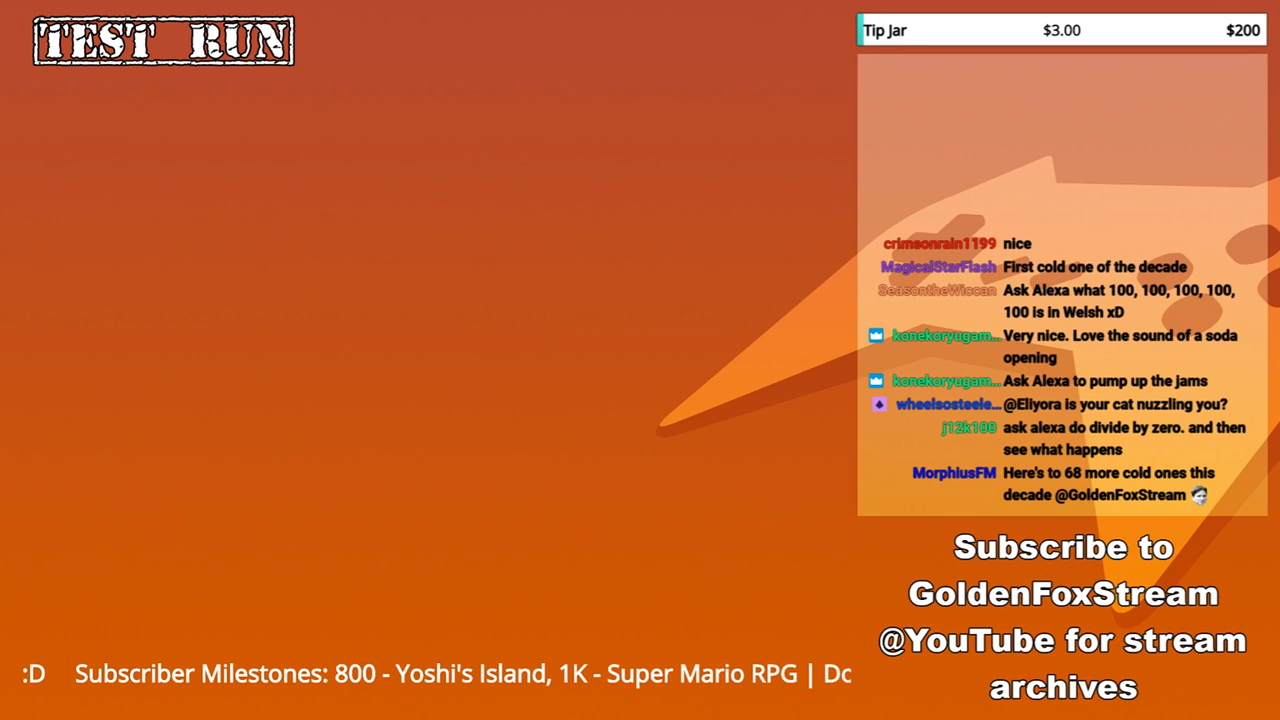 TEST RUN
Tip Jar $3.00 $200
crimsonrain1199 nice
MagicalStarFlash First cold one of the decade
SeasontheWiccan Ask Alexa what 100, 100, 100, 100,
100 is in Welsh xD
konekoryugam... Very nice. Love the sound of a soda
opening
konekoryugam... Ask Alexa to pump up the jams
wheelsosteele... @Eliyora is your cat nuzzling you?
j12k100 ask alexa do divide by zero. and then
see what happens
MorphiusFM Here's to 68 more cold ones this
decade @GoldenFoxStream
Subscribe to
GoldenFoxStream
@YouTube for stream
archives
:D Subscriber Milestones: 800 - Yoshi's Island, 1K - Super Mario RPG | Do